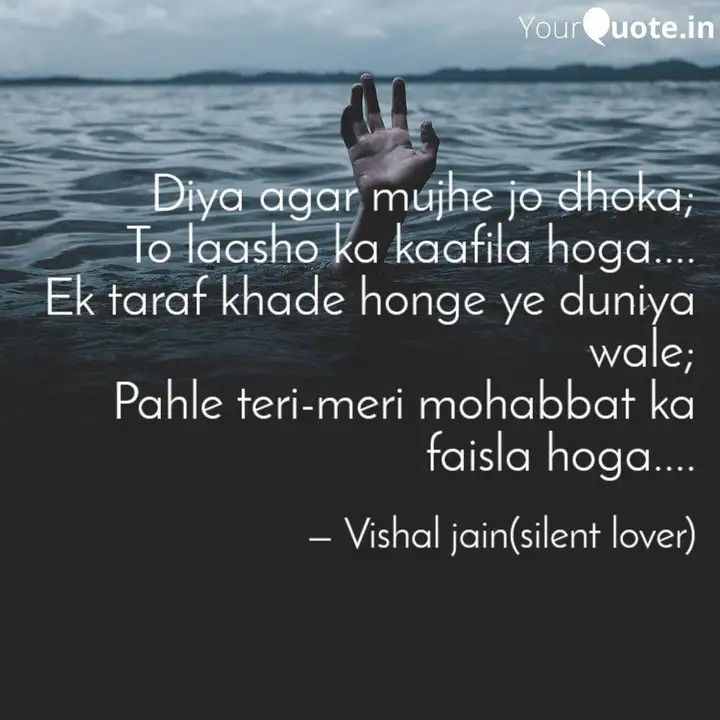 YourQuote.in
Diya agar mujhe jo dhoka;
To laasho ka kaafila hoga....
Ek taraf khade honge ye duniya
wale;
Pahle teri-meri mohabbat ka
faisla hoga....
– Vishal jain(silent lover)